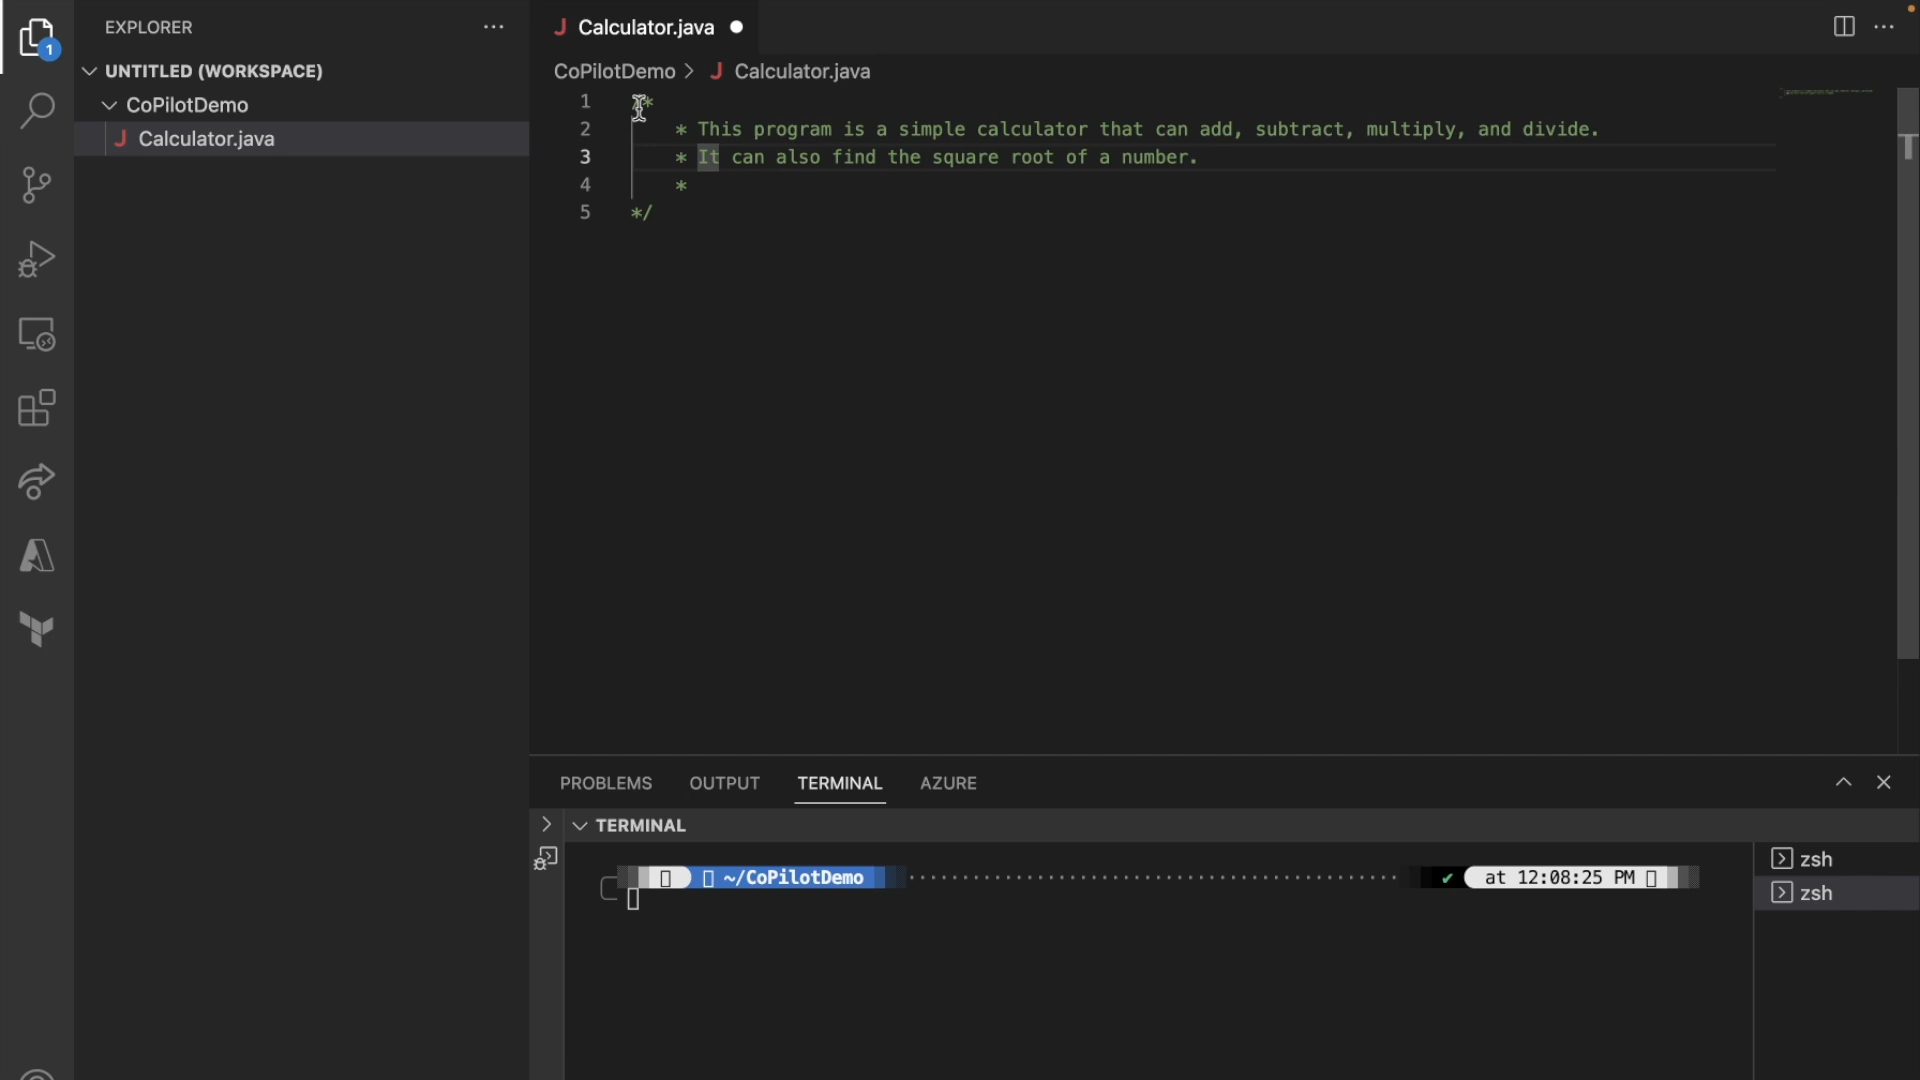 1
EXPLORER
UNTITLED (WORKSPACE)
CoPilotDemo
J Calculator.java
J Calculator.java
CoPilotDemo > J Calculator.java
1 /*
2 * This program is a simple calculator that can add, subtract, multiply, and divide.
3 * It can also find the square root of a number.
4 *
5 */
PROBLEMS OUTPUT TERMINAL AZURE
TERMINAL
~/CoPilotDemo ✔ at 12:08:25 PM
zsh
zsh